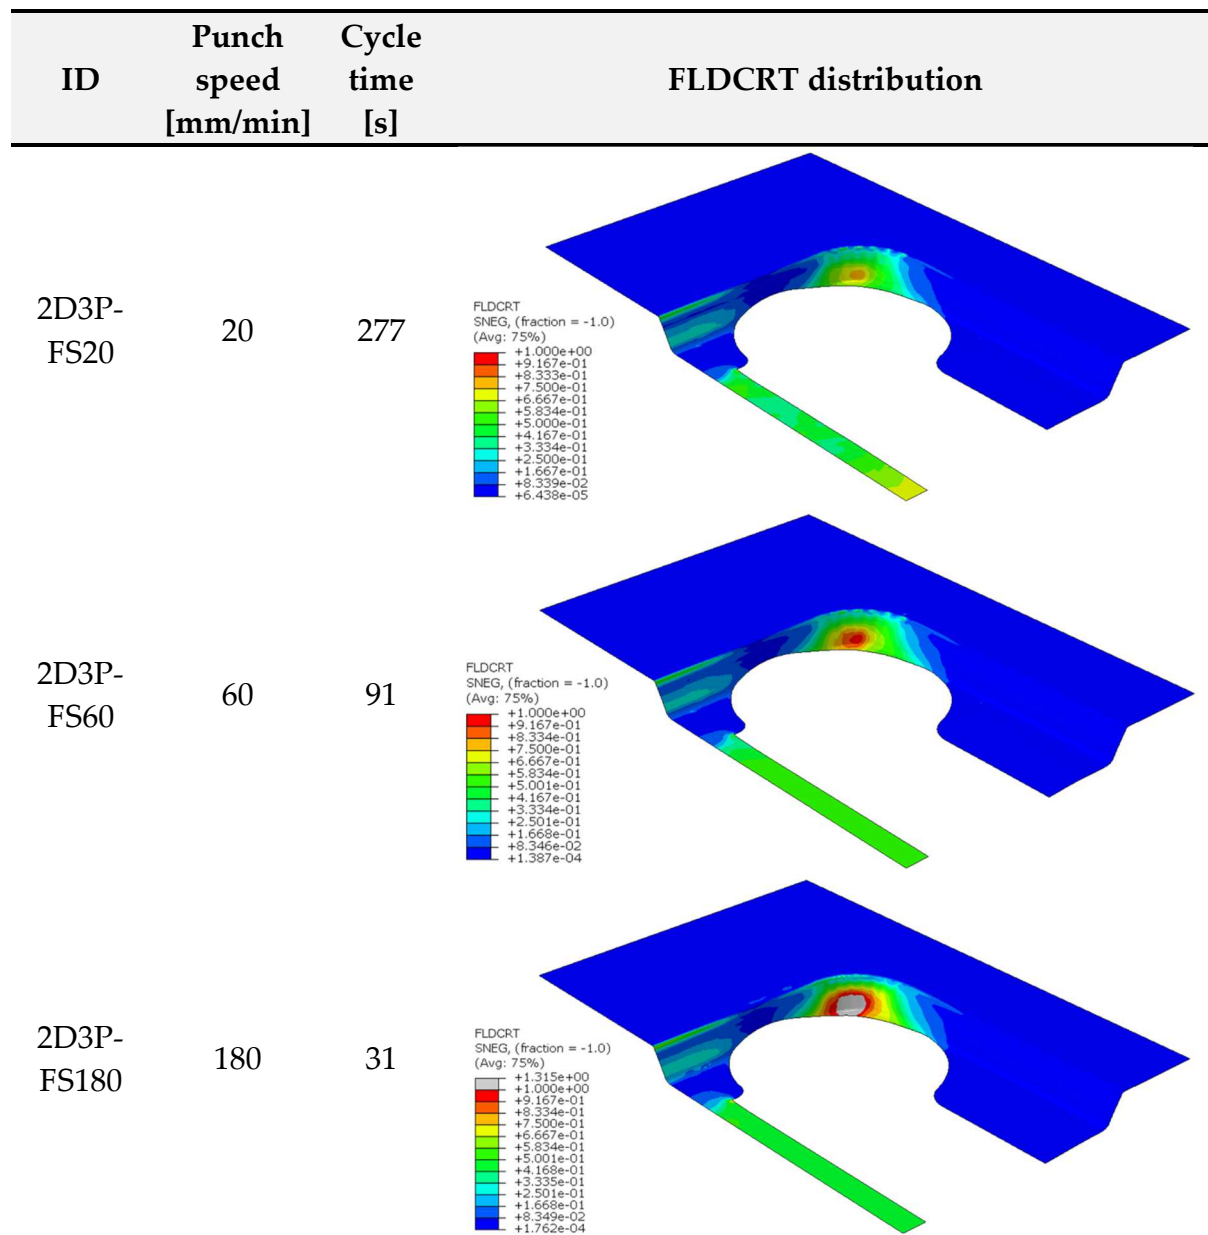 ID
Punch
speed
[mm/min]
Cycle
time
[s]
FLDCRT distribution
2D3P-
FS20
20
277
FLDCRT
SNEG, (fraction = -1.0)
(Avg: 75%)
+1.000e+00
+9.167e-01
+8.333e-01
+7.500e-01
+6.667e-01
+5.834e-01
+5.000e-01
+4.167e-01
+3.334e-01
+2.500e-01
+1.667e-01
+8.339e-02
+6.438e-05
2D3P-
FS60
60
91
FLDCRT
SNEG, (fraction = -1.0)
(Avg: 75%)
+1.000e+00
+9.167e-01
+8.334e-01
+7.500e-01
+6.667e-01
+5.834e-01
+5.001e-01
+4.167e-01
+3.334e-01
+2.501e-01
+1.668e-01
+8.346e-02
+1.387e-04
2D3P-
FS180
180
31
FLDCRT
SNEG, (fraction = -1.0)
(Avg: 75%)
+1.315e+00
+1.000e+00
+9.167e-01
+8.334e-01
+7.500e-01
+6.667e-01
+5.834e-01
+5.001e-01
+4.168e-01
+3.335e-01
+2.501e-01
+1.668e-01
+8.349e-02
+1.762e-04